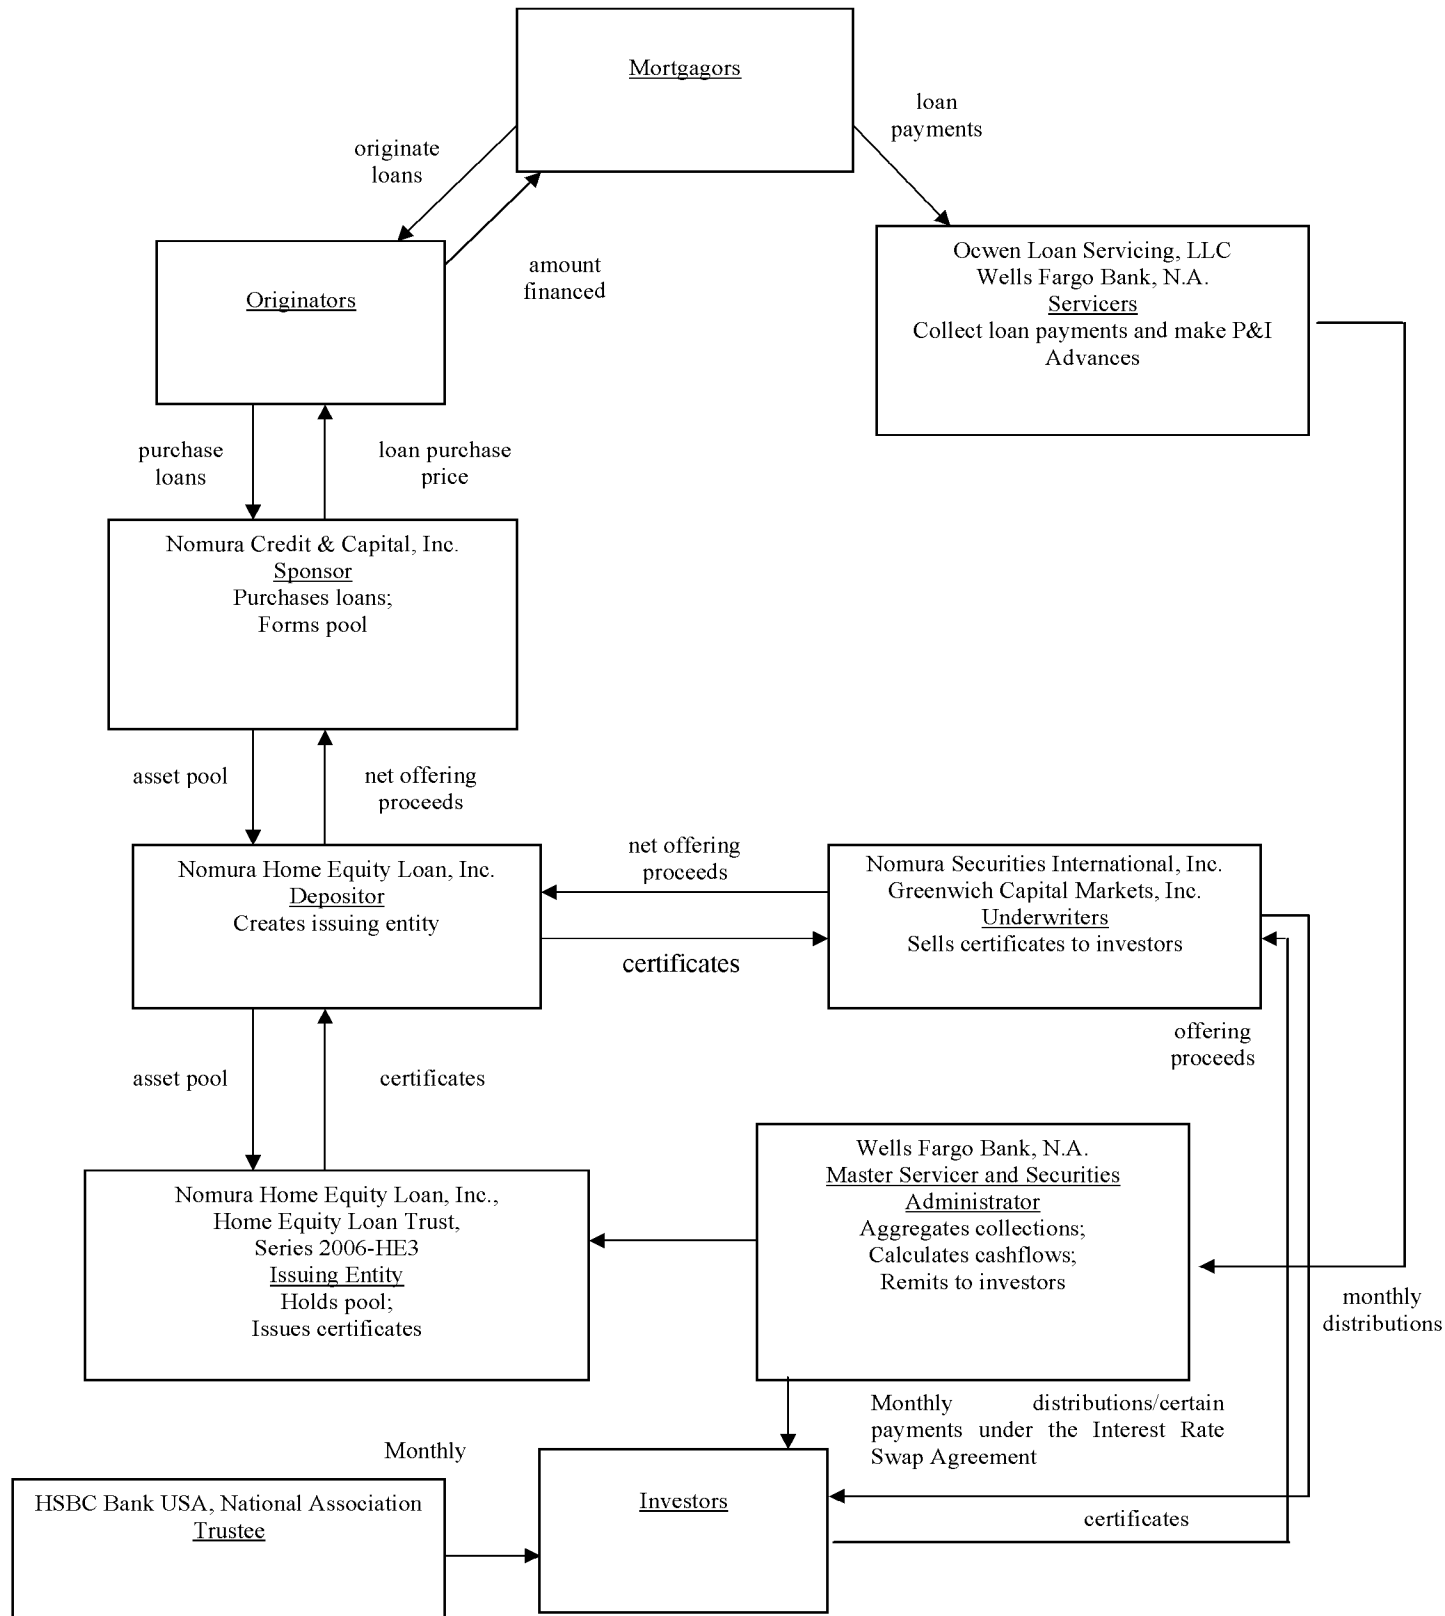 Mortgagors
loan
payments
originate
loans
amount
financed
Originators
Ocwen Loan Servicing, LLC
Wells Fargo Bank, N.A.
Servicers
Collect loan payments and make P&I
Advances
purchase
loans
loan purchase
price
Nomura Credit & Capital, Inc.
Sponsor
Purchases loans;
Forms pool
asset pool
net offering
proceeds
Nomura Home Equity Loan, Inc.
Depositor
Creates issuing entity
net offering
proceeds
certificates
Nomura Securities International, Inc.
Greenwich Capital Markets, Inc.
Underwriters
Sells certificates to investors
offering
proceeds
asset pool
certificates
Nomura Home Equity Loan, Inc.,
Home Equity Loan Trust,
Series 2006-HE3
Issuing Entity
Holds pool;
Issues certificates
Wells Fargo Bank, N.A.
Master Servicer and Securities
Administrator
Aggregates collections;
Calculates cashflows;
Remits to investors
monthly
distributions
Monthly distributions/certain
payments under the Interest Rate
Swap Agreement
Monthly
HSBC Bank USA, National Association
Trustee
Investors
certificates